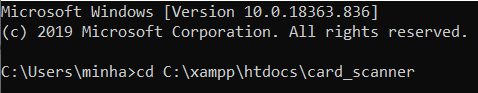 Microsoft Windows [Version 10.0.18363.836]
(c) 2019 Microsoft Corporation. All rights reserved.
C:\Users\minha>cd C:\xampp\htdocs\card_scanner